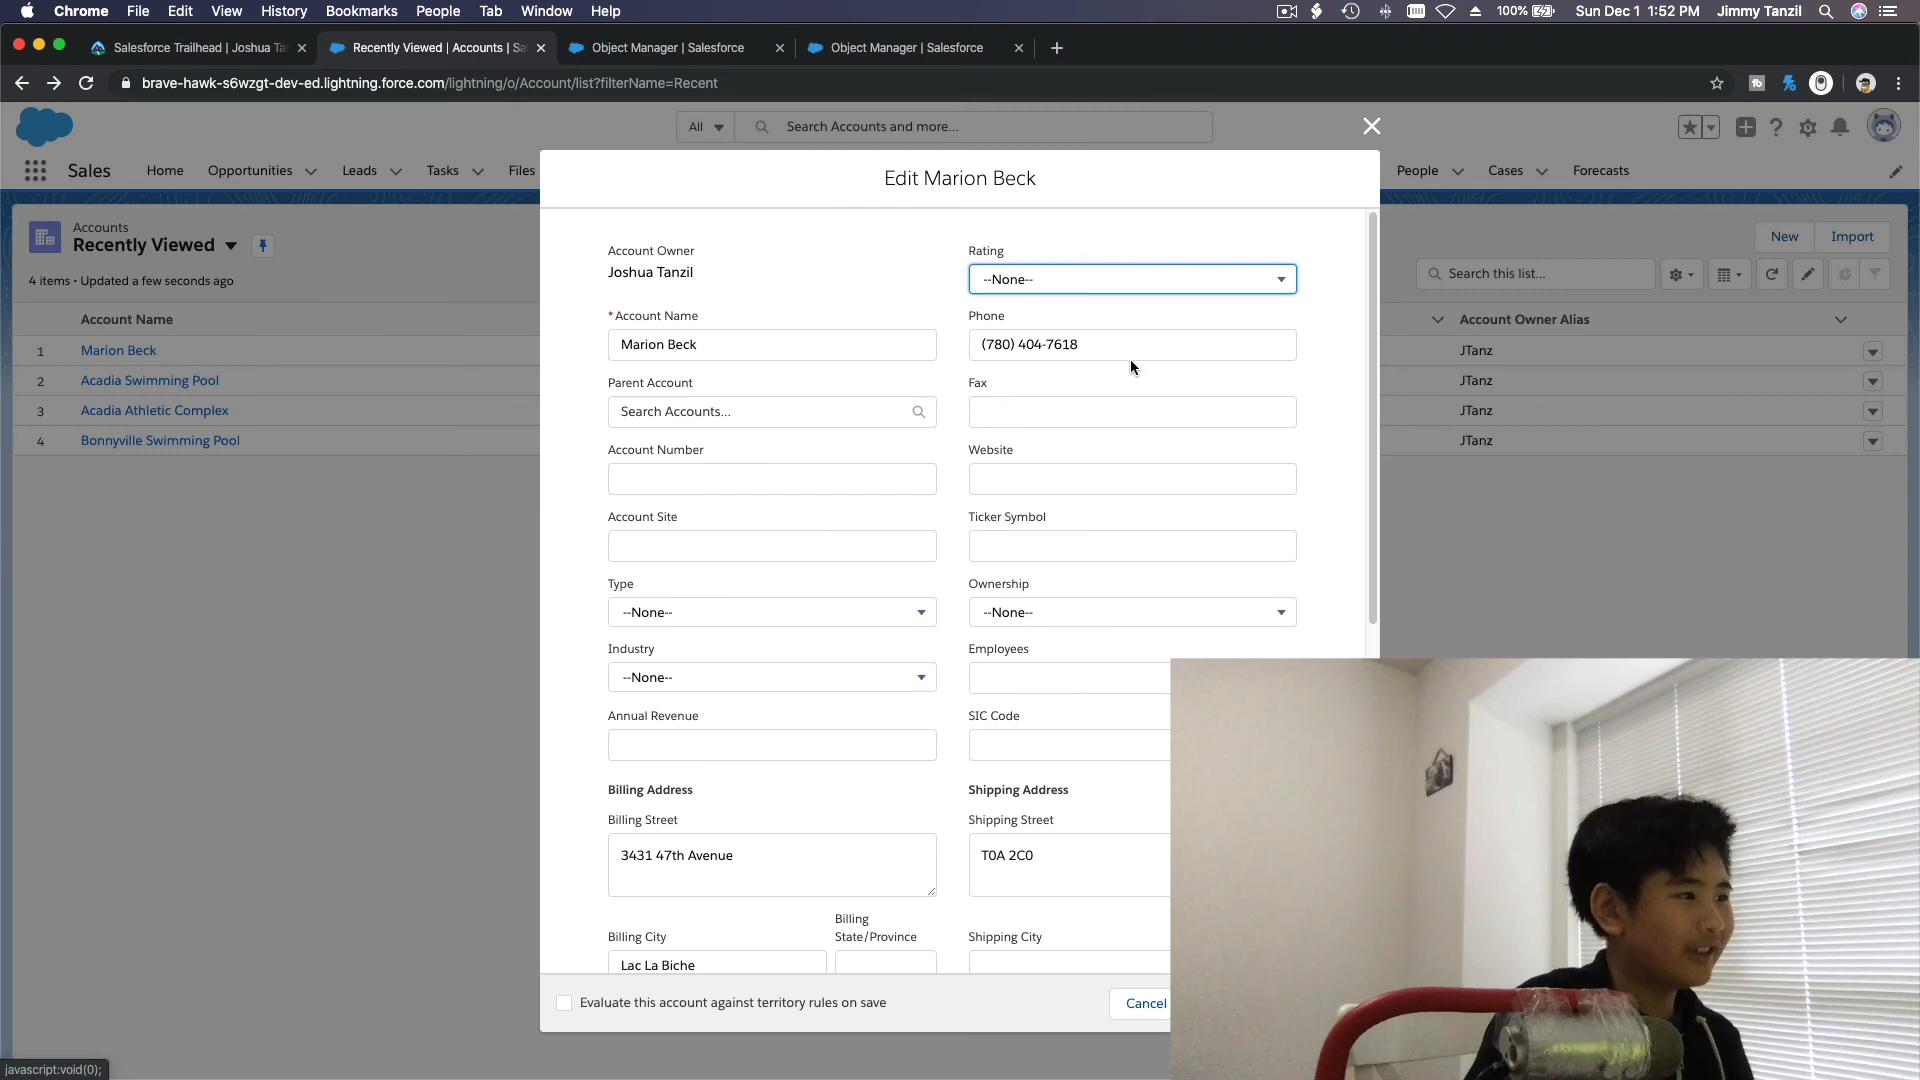 Chrome File Edit View History Bookmarks People Tab Window Help 100% Sun Dec 1 1:52 PM Jimmy Tanzil
Salesforce Trailhead | Joshua Ta Recently Viewed | Accounts | Sa Object Manager | Salesforce Object Manager | Salesforce
brave-hawk-s6wzgt-dev-ed.lightning.force.com/lightning/o/Account/list?filterName=Recent
All Search Accounts and more...
Sales Home Opportunities Leads Tasks Files People Cases Forecasts
Edit Marion Beck
Accounts
Recently Viewed
New Import
4 items • Updated a few seconds ago
Search this list...
Account Name Account Owner Alias
1 Marion Beck JTanz
2 Acadia Swimming Pool JTanz
3 Acadia Athletic Complex JTanz
4 Bonnyville Swimming Pool JTanz
Account Owner Rating
Joshua Tanzil --None--
*Account Name Phone
Marion Beck (780) 404-7618
Parent Account Fax
Search Accounts...
Account Number Website
Account Site Ticker Symbol
Type Ownership
--None-- --None--
Industry Employees
--None--
Annual Revenue SIC Code
Billing Address Shipping Address
Billing Street Shipping Street
3431 47th Avenue T0A 2C0
Billing
Billing City State/Province Shipping City
Lac La Biche
Evaluate this account against territory rules on save Cancel
javascript:void(0);